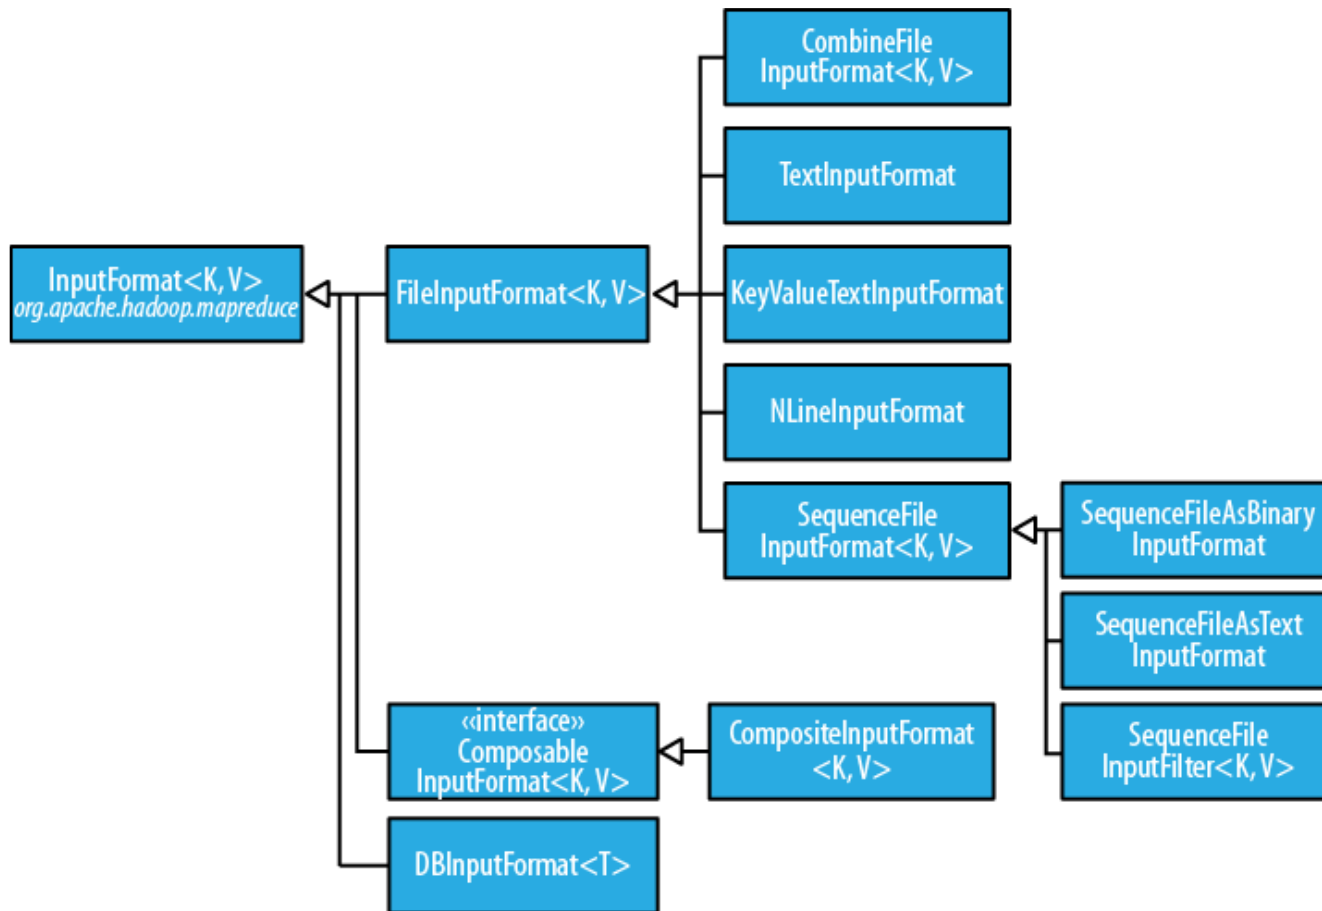 CombineFile
InputFormat<K, V>
TextInputFormat
InputFormat<K, V>
org.apache.hadoop.mapreduce
FileInputFormat<K, V>
KeyValueTextInputFormat
NLineInputFormat
SequenceFile
InputFormat<K, V>
SequenceFileAsBinary
InputFormat
SequenceFileAsText
InputFormat
«interface»
Composable
InputFormat<K, V>
CompositeInputFormat
<K, V>
SequenceFile
InputFilter<K, V>
DBInputFormat<T>